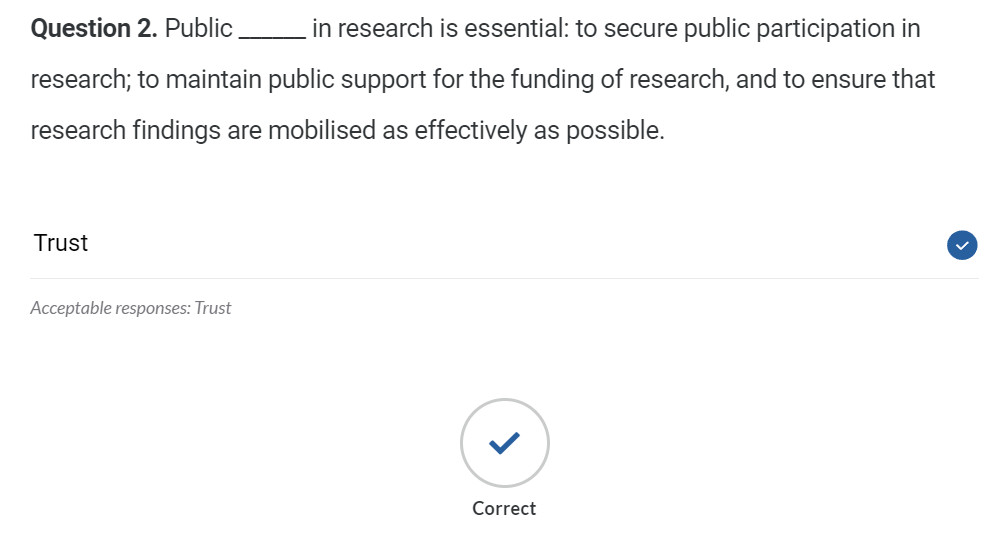 Question 2. Public ______ in research is essential: to secure public participation in
research; to maintain public support for the funding of research, and to ensure that
research findings are mobilised as effectively as possible.
Trust
Acceptable responses: Trust
Correct